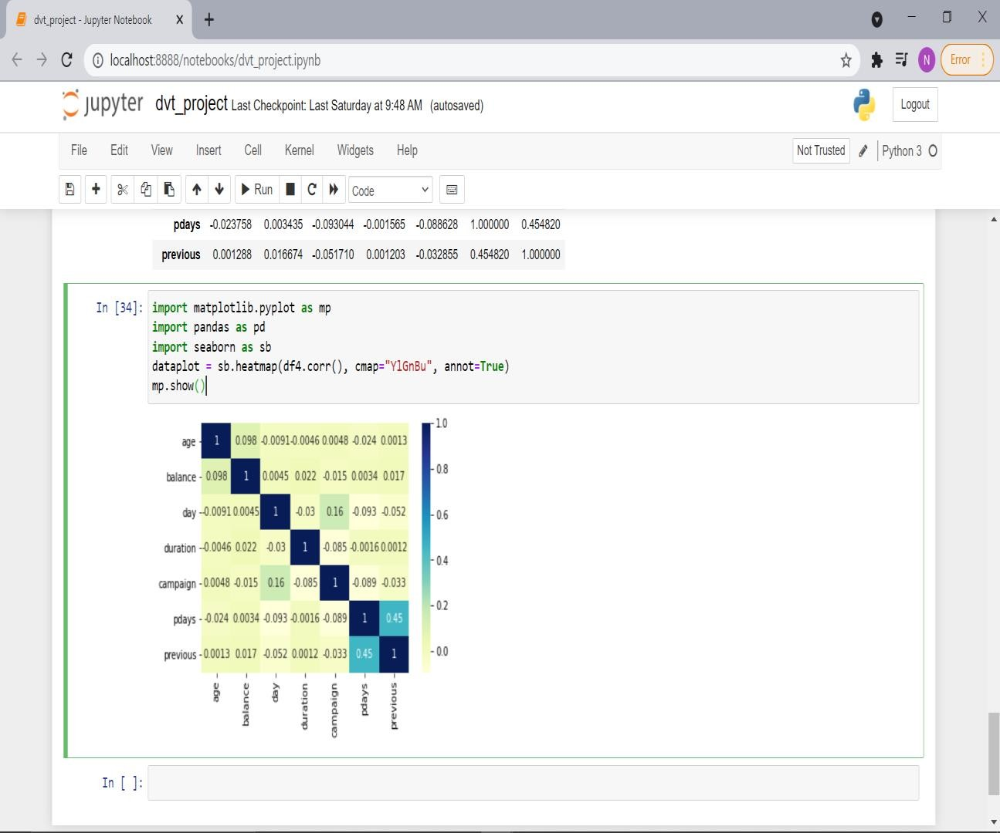 dvt_project - Jupyter Notebook
localhost:8888/notebooks/dvt_project.ipynb
N
Error
jupyter dvt_project Last Checkpoint: Last Saturday at 9:48 AM (autosaved)
Logout
File Edit View Insert Cell Kernel Widgets Help
Not Trusted
Python 3
Run
Code
pdays -0.023758 0.003435 -0.093044 -0.001565 -0.088628 1.000000 0.454820
previous 0.001288 0.016674 -0.051710 0.001203 -0.032855 0.454820 1.000000
In [34]:
import matplotlib.pyplot as mp
import pandas as pd
import seaborn as sb
dataplot = sb.heatmap(df4.corr(), cmap="YlGnBu", annot=True)
mp.show()
age 1 0.098 -0.0091 -0.0046 0.0048 -0.024 0.0013
balance 0.098 1 0.0045 0.022 -0.015 0.0034 0.017
day -0.0091 0.0045 1 -0.03 0.16 -0.093 -0.052
duration -0.0046 0.022 -0.03 1 -0.085 -0.0016 0.0012
campaign 0.0048 -0.015 0.16 -0.085 1 -0.089 -0.033
pdays -0.024 0.0034 -0.093 -0.0016 -0.089 1 0.45
previous 0.0013 0.017 -0.052 0.0012 -0.033 0.45 1
age balance day duration campaign pdays previous
1.0
0.8
0.6
0.4
0.2
0.0
In [ ]: